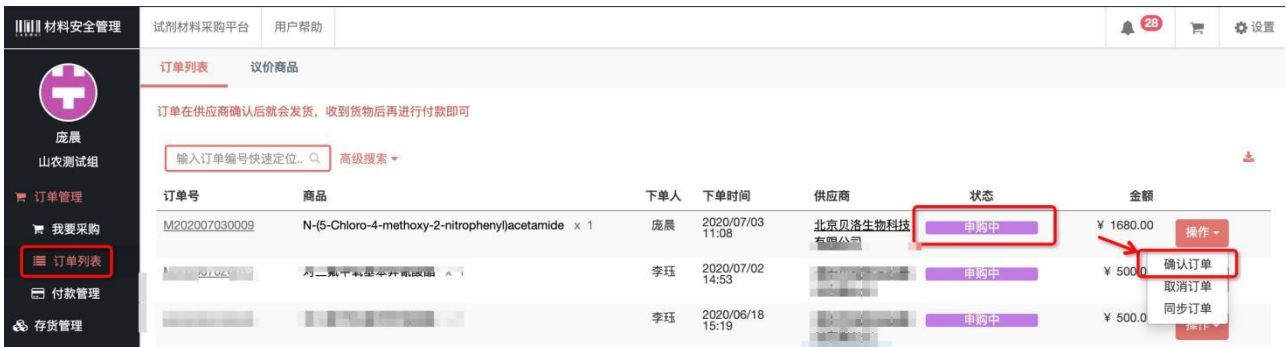 材料安全管理 试剂材料采购平台 用户帮助 28 设置
订单列表 议价商品
订单在供应商确认后就会发货，收到货物后再进行付款即可
庞晨
山农测试组
输入订单编号快速定位.. 高级搜索
订单管理
我要采购
订单列表
付款管理
存货管理
订单号 商品 下单人 下单时间 供应商 状态 金额
M202007030009 N-(5-Chloro-4-methoxy-2-nitrophenyl)acetamide x 1 庞晨 2020/07/03 11:08 北京贝洛生物科技有限公司 申购中 ¥ 1680.00 操作
李珏 2020/07/02 14:53 申购中 ¥ 500.0
确认订单
取消订单
同步订单
李珏 2020/06/18 15:19 申购中 ¥ 500.0 操作